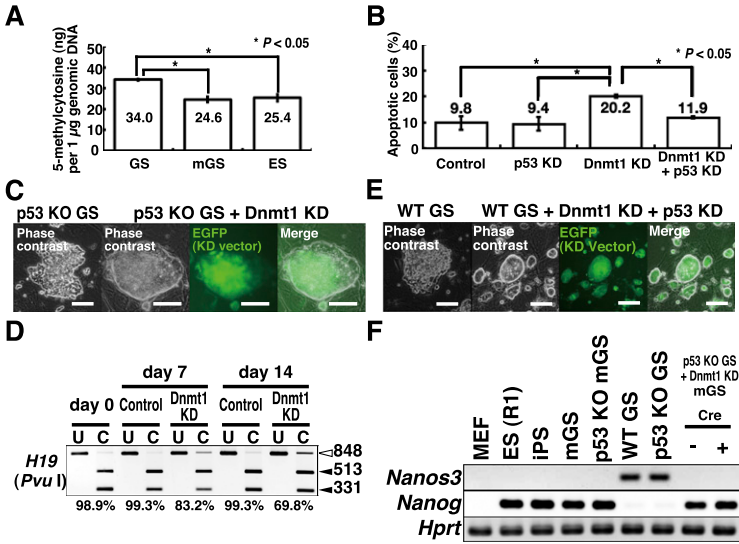 A
5-methylcytosine (ng)
per 1 µg genomic DNA
50
40
30
20
10
0
* P < 0.05
*
*
34.0
24.6
25.4
GS
mGS
ES
B
Apoptotic cells (%)
40
30
20
10
0
* P < 0.05
*
*
*
9.8
9.4
20.2
11.9
Control
p53 KD
Dnmt1 KD
Dnmt1 KD
+ p53 KD
C
p53 KO GS
p53 KO GS + Dnmt1 KD
Phase
contrast
Phase
contrast
EGFP
(KD vector)
Merge
E
WT GS
WT GS + Dnmt1 KD + p53 KD
Phase
contrast
Phase
contrast
EGFP
(KD vector)
Merge
D
day 7
day 14
day 0
Control
Dnmt1
KD
Control
Dnmt1
KD
U C U C U C U C U C
H19
(Pvu I)
848
513
331
98.9% 99.3% 83.2% 99.3% 69.8%
F
MEF
ES (R1)
iPS
mGS
p53 KO mGS
WT GS
p53 KO GS
p53 KO GS
+ Dnmt1 KD
mGS
Cre
- +
Nanos3
Nanog
Hprt